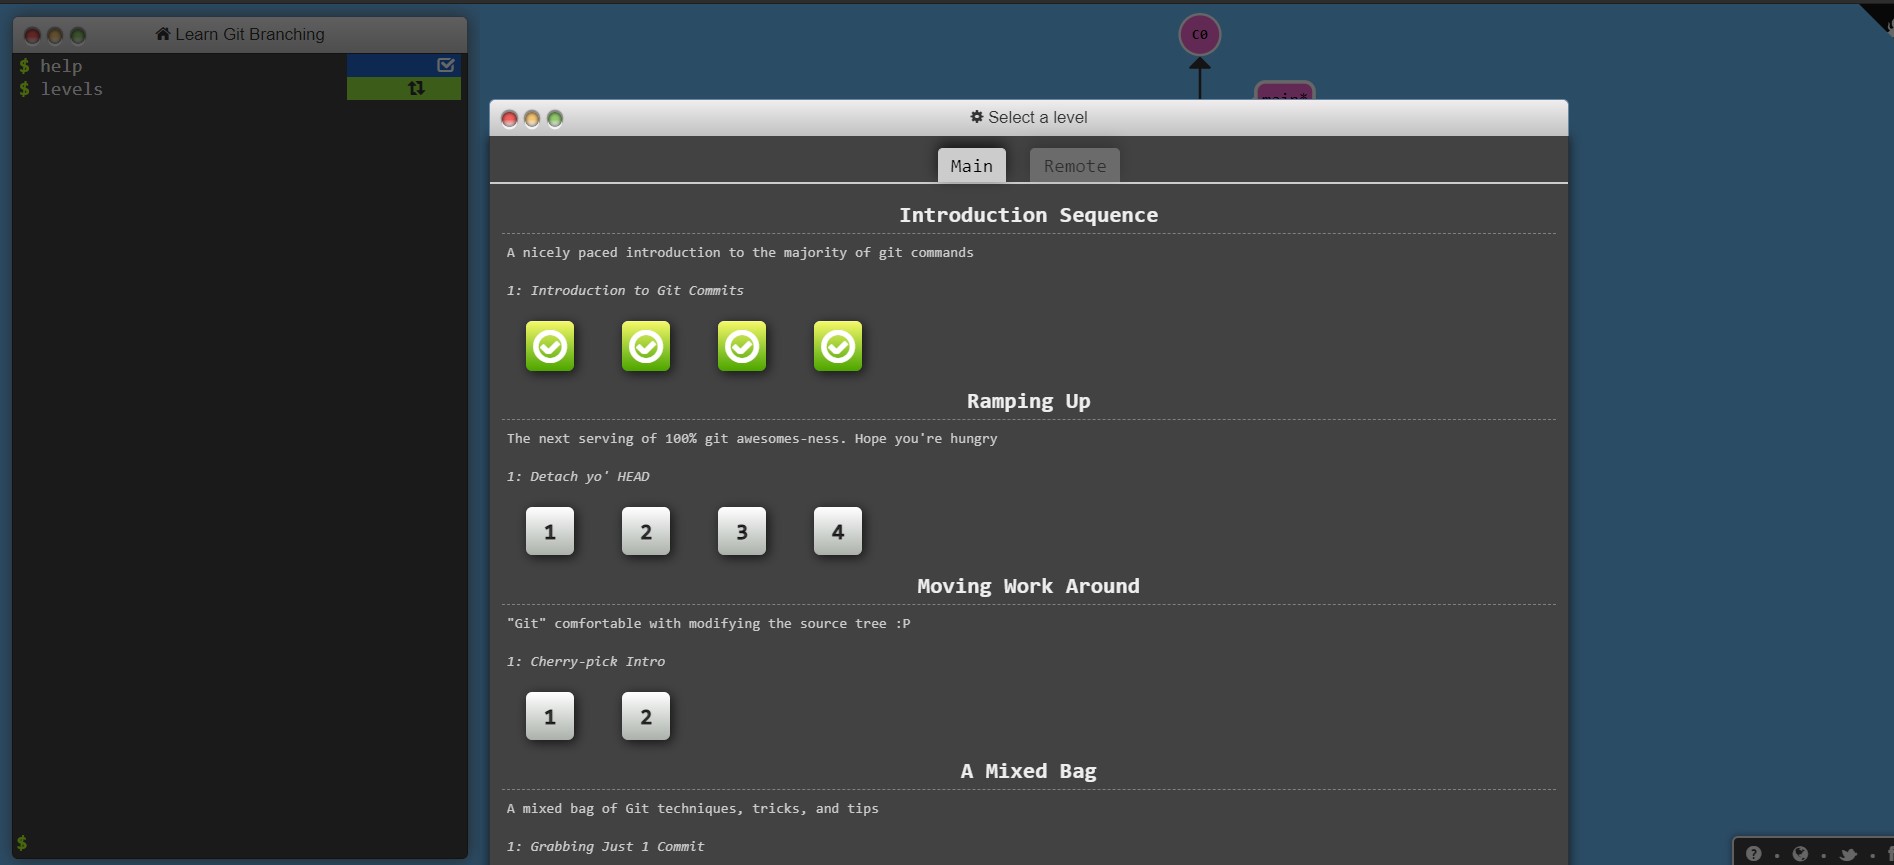 Learn Git Branching
$ help
$ levels
$
C0
main*
Select a level
Main
Remote
Introduction Sequence
A nicely paced introduction to the majority of git commands
1: Introduction to Git Commits
Ramping Up
The next serving of 100% git awesomes-ness. Hope you're hungry
1: Detach yo' HEAD
1 2 3 4
Moving Work Around
"Git" comfortable with modifying the source tree :P
1: Cherry-pick Intro
1 2
A Mixed Bag
A mixed bag of Git techniques, tricks, and tips
1: Grabbing Just 1 Commit